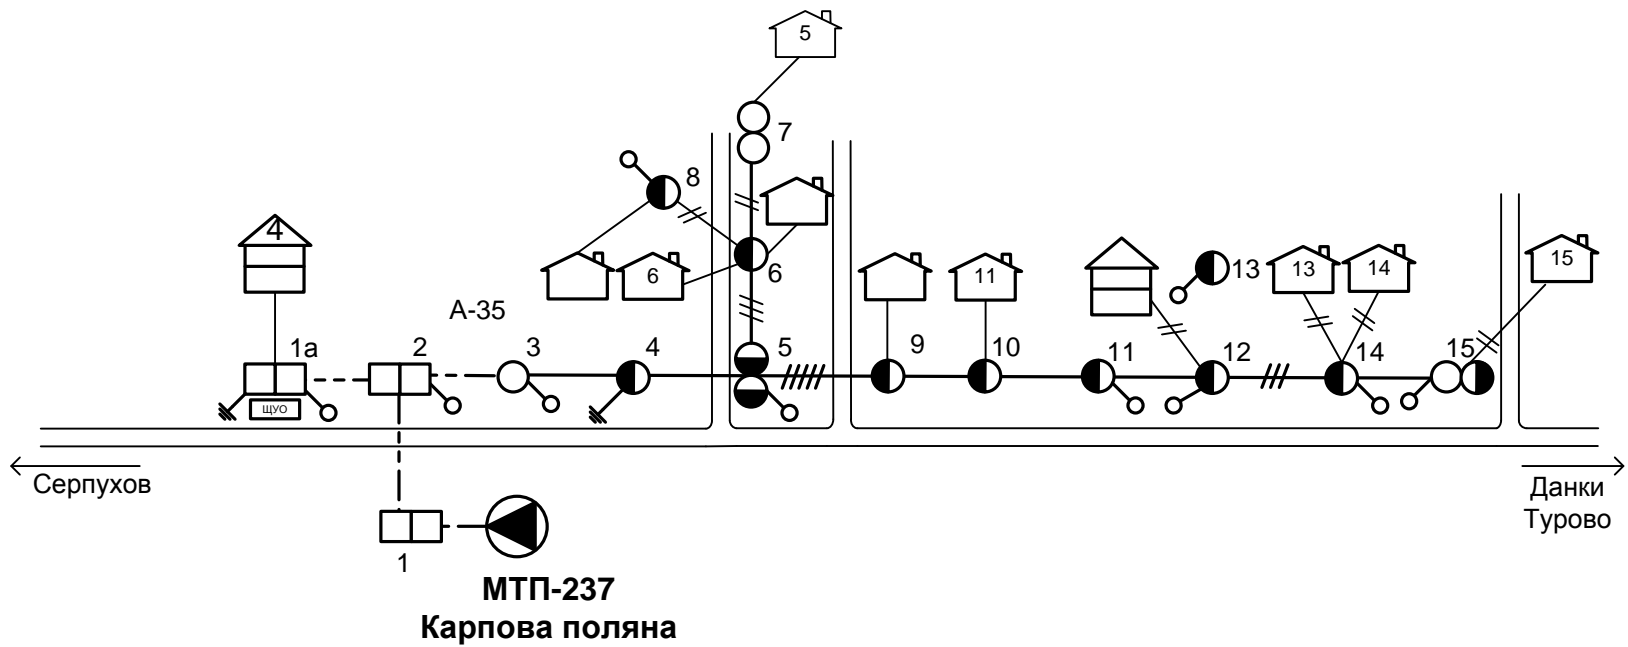 5
7
8
4
6
6
13
13
14
15
11
А-35
1а
2
3
4
5
9
10
11
12
14
15
ЩУО
Серпухов
Данки
Турово
1
МТП-237
Карпова поляна